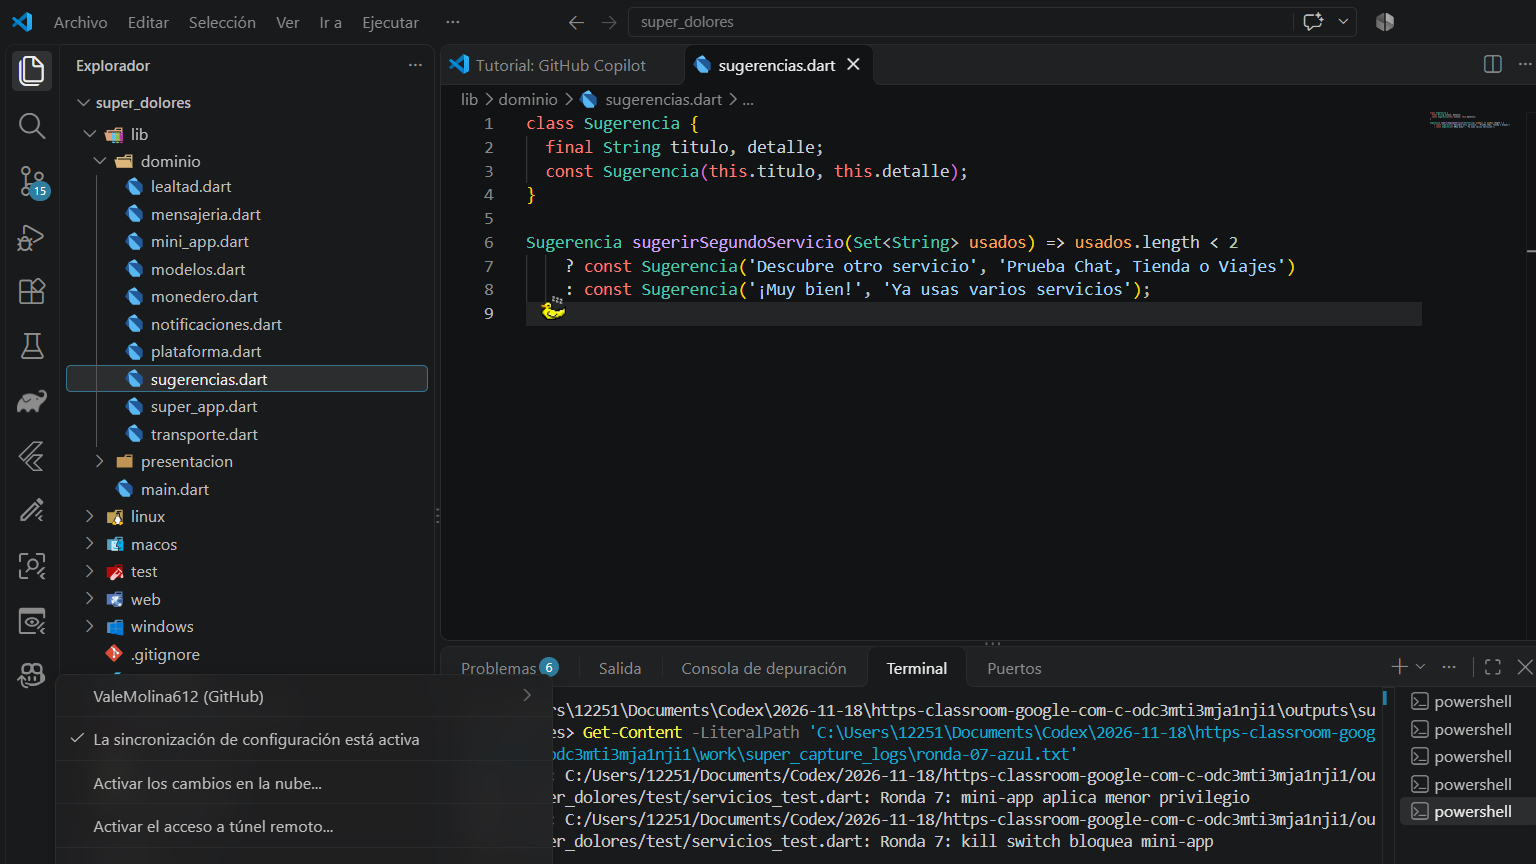 Archivo Editar Selección Ver Ir a Ejecutar ···
super_dolores
Explorador ···
super_dolores
lib
dominio
lealtad.dart
mensajeria.dart
mini_app.dart
modelos.dart
monedero.dart
notificaciones.dart
plataforma.dart
sugerencias.dart
super_app.dart
transporte.dart
presentacion
main.dart
linux
macos
test
web
windows
.gitignore
15
ValeMolina612 (GitHub)
La sincronización de configuración está activa
Activar los cambios en la nube...
Activar el acceso a túnel remoto...
Tutorial: GitHub Copilot
sugerencias.dart
lib > dominio > sugerencias.dart > ...
1 class Sugerencia {
2 final String titulo, detalle;
3 const Sugerencia(this.titulo, this.detalle);
4 }
5
6 Sugerencia sugerirSegundoServicio(Set<String> usados) => usados.length < 2
7 ? const Sugerencia('Descubre otro servicio', 'Prueba Chat, Tienda o Viajes')
8 : const Sugerencia('¡Muy bien!', 'Ya usas varios servicios');
9
Problemas 6 Salida Consola de depuración Terminal Puertos
rs\12251\Documents\Codex\2026-11-18\https-classroom-google-com-c-odc3mti3mja1nji1\outputs\su
es> Get-Content -LiteralPath 'C:\Users\12251\Documents\Codex\2026-11-18\https-classroom-goog
odc3mti3mja1nji1\work\super_capture_logs\ronda-07-azul.txt'
: C:/Users/12251/Documents/Codex/2026-11-18/https-classroom-google-com-c-odc3mti3mja1nji1/ou
er_dolores/test/servicios_test.dart: Ronda 7: mini-app aplica menor privilegio
: C:/Users/12251/Documents/Codex/2026-11-18/https-classroom-google-com-c-odc3mti3mja1nji1/ou
er_dolores/test/servicios_test.dart: Ronda 7: kill switch bloquea mini-app
powershell
powershell
powershell
powershell
powershell